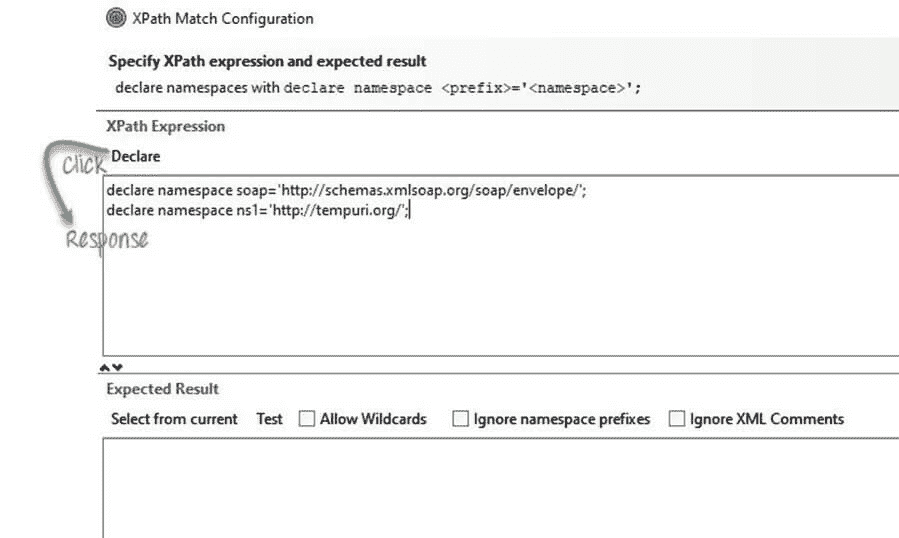 XPath Match Configuration
Specify XPath expression and expected result
declare namespaces with declare namespace <prefix>='<namespace>';
XPath Expression
Click Declare
declare namespace soap='http://schemas.xmlsoap.org/soap/envelope/';
declare namespace ns1='http://tempuri.org/';
Response
Expected Result
Select from current Test Allow Wildcards Ignore namespace prefixes Ignore XML Comments